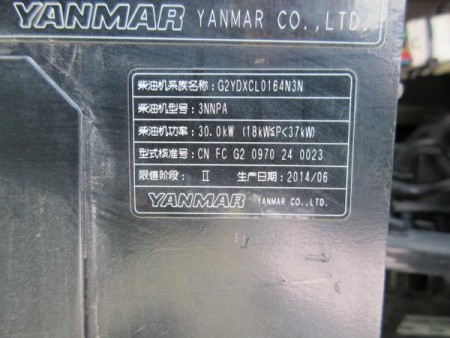 YANMAR YANMAR CO.,LTD.
柴油机系族名称:G2YDXCL0164N3N
柴油机型号:3NNPA
柴油机功率:30.0kW (18kW≤P<37kW)
型式核准号:CN FC G2 0970 24 0023
限值阶段: Ⅱ 生产日期:2014/06
YANMAR YANMAR CO.,LTD.